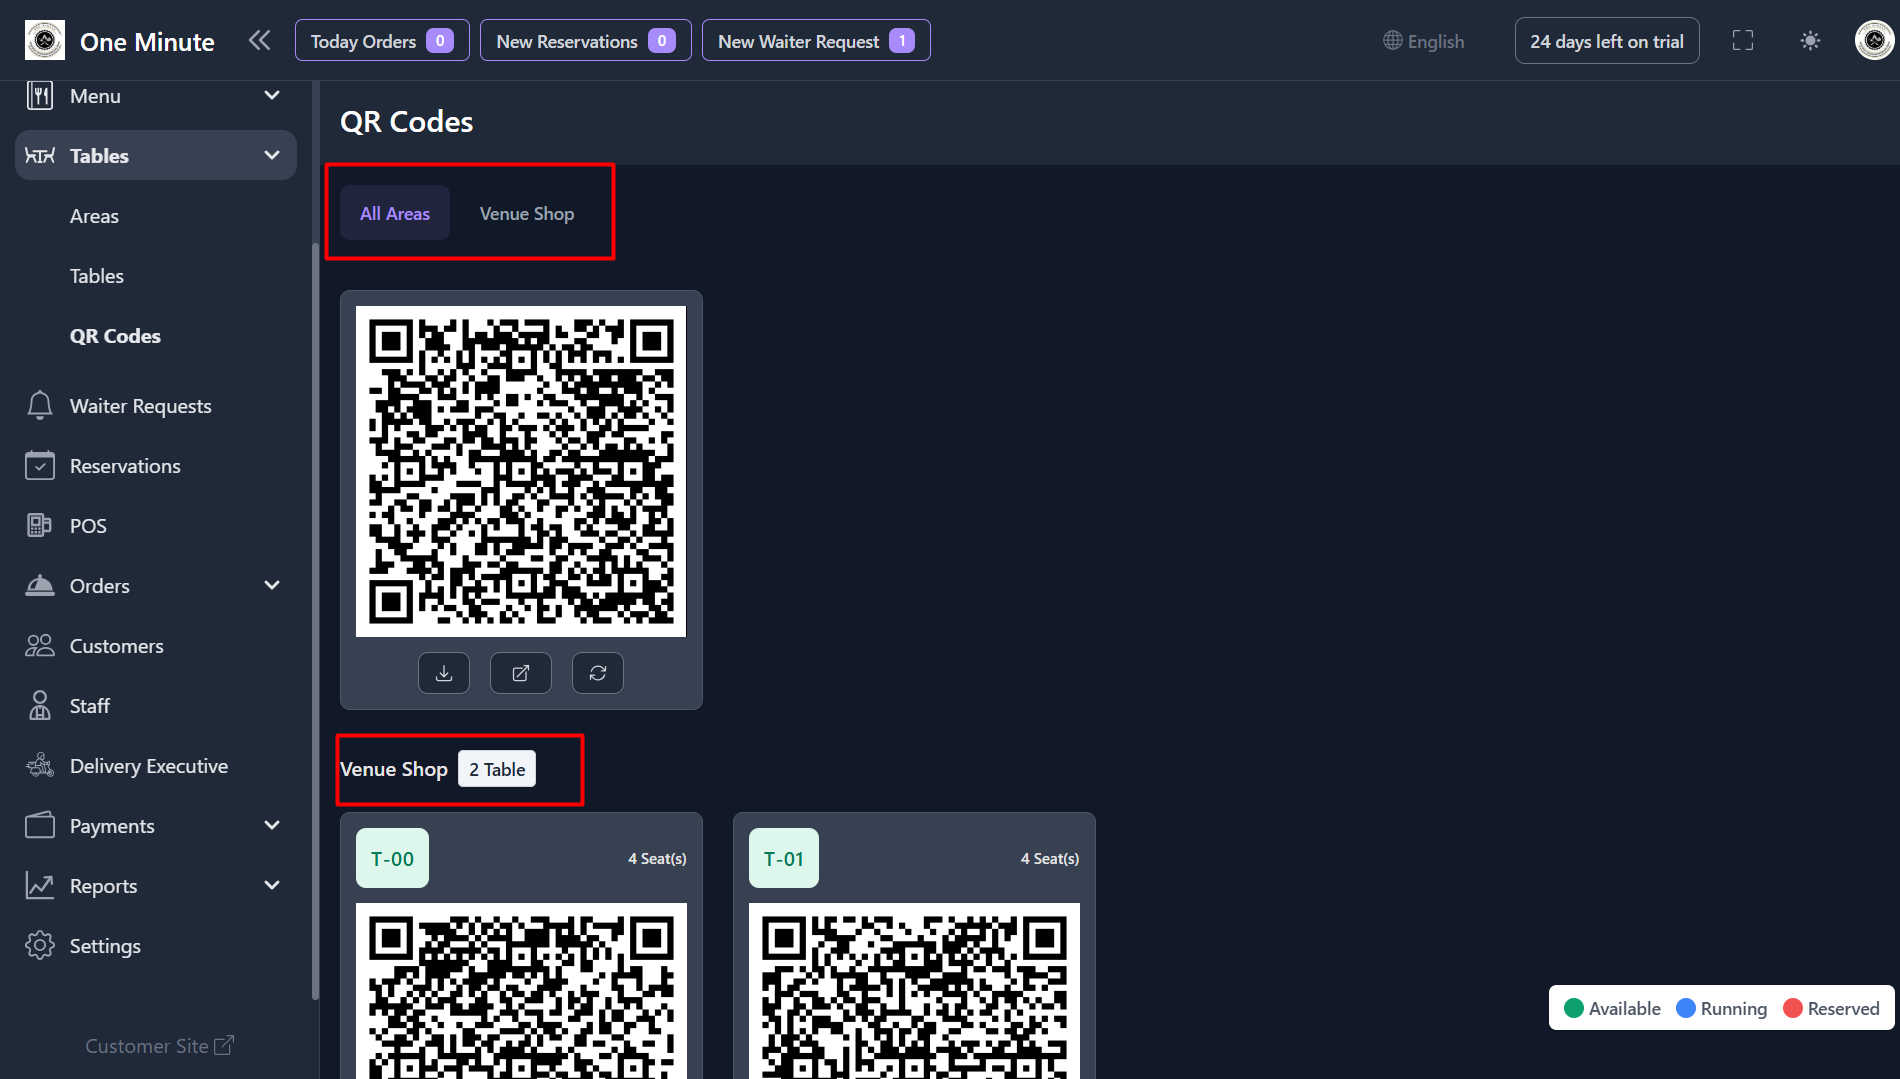 One Minute
Today Orders 0
New Reservations 0
New Waiter Request 1
English
24 days left on trial
Menu
Tables
Areas
Tables
QR Codes
Waiter Requests
Reservations
POS
Orders
Customers
Staff
Delivery Executive
Payments
Reports
Settings
Customer Site
QR Codes
All Areas
Venue Shop
Venue Shop 2 Table
T-00
4 Seat(s)
T-01
4 Seat(s)
Available
Running
Reserved